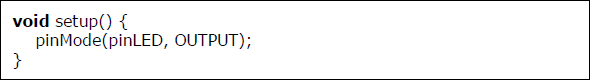 void setup() {
    pinMode(pinLED, OUTPUT);
}